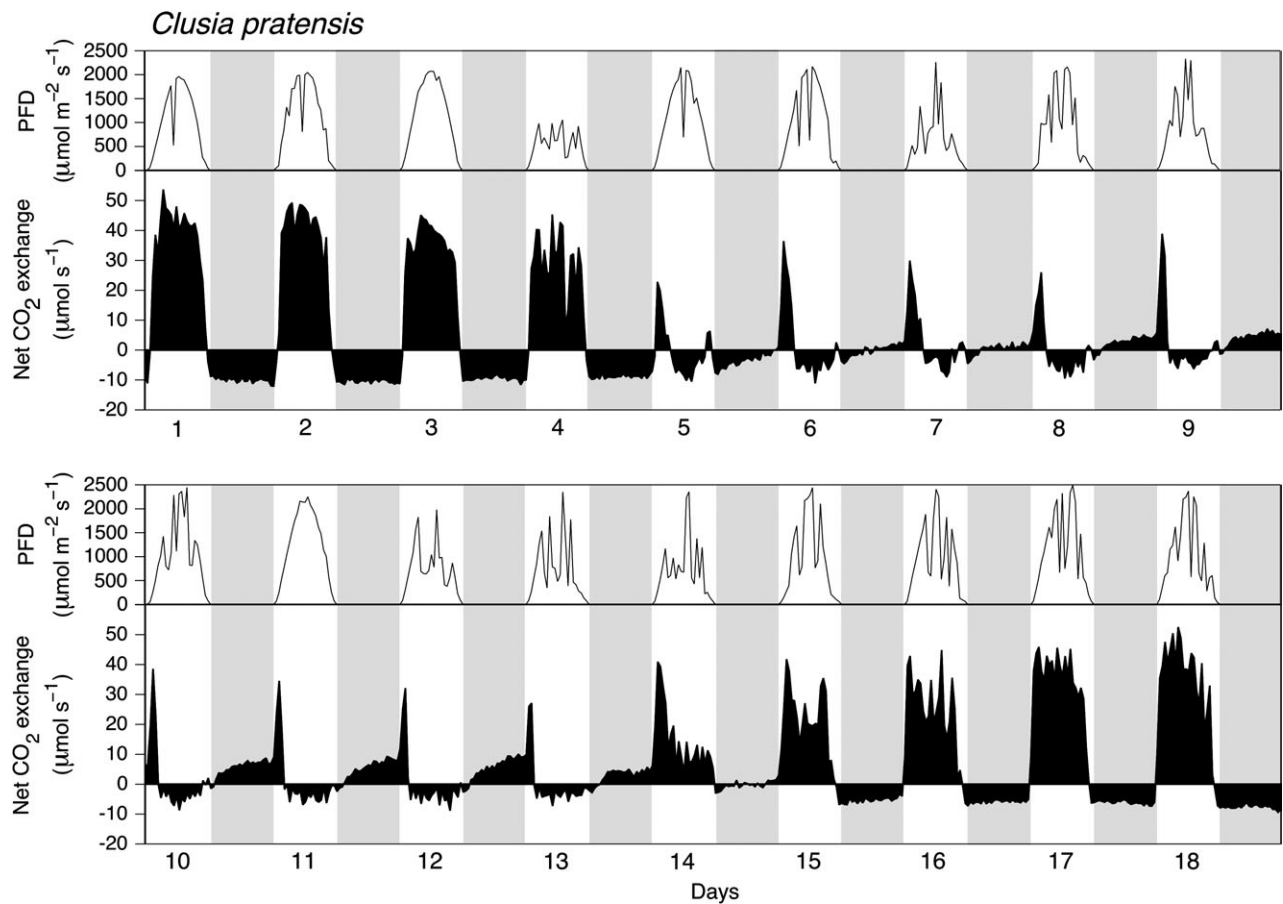 Clusia pratensis
PFD
(μmol m⁻² s⁻¹)
2500
2000
1500
1000
500
0
Net CO₂ exchange
(μmol s⁻¹)
50
40
30
20
10
0
-10
-20
1 2 3 4 5 6 7 8 9
PFD
(μmol m⁻² s⁻¹)
2500
2000
1500
1000
500
0
Net CO₂ exchange
(μmol s⁻¹)
50
40
30
20
10
0
-10
-20
10 11 12 13 14 15 16 17 18
Days